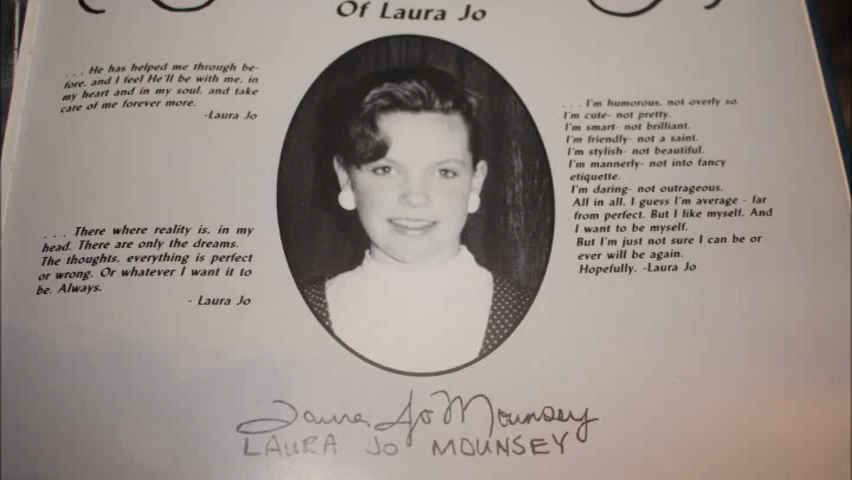 Of Laura Jo
. . . He has helped me through be-
fore, and I feel He'll be with me, in
my heart and in my soul, and take
care of me forever more.
-Laura Jo
. . . There where reality is, in my
head. There are only the dreams.
The thoughts, everything is perfect
or wrong. Or whatever I want it to
be. Always.
- Laura Jo
. . . I'm humorous, not overly so.
I'm cute- not pretty.
I'm smart- not brilliant.
I'm friendly- not a saint.
I'm stylish- not beautiful.
I'm mannerly- not into fancy
etiquette.
I'm daring- not outrageous.
All in all, I guess I'm average - far
from perfect. But I like myself. And
I want to be myself.
But I'm just not sure I can be or
ever will be again.
Hopefully. -Laura Jo
Laura Jo Mounsey
LAURA JO MOUNSEY